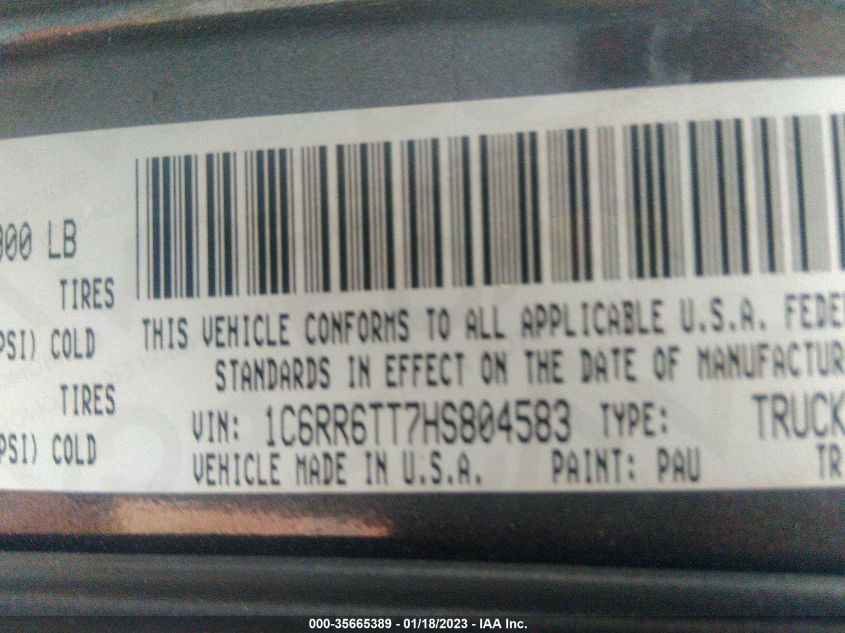 000 LB
TIRES
PSI) COLD
TIRES
PSI) COLD
THIS VEHICLE CONFORMS TO ALL APPLICABLE U.S.A. FEDE
STANDARDS IN EFFECT ON THE DATE OF MANUFACTUR
VIN: 1C6RR6TT7HS804583 TYPE: TRUCK
VEHICLE MADE IN U.S.A. PAINT: PAU TR
000-35665389 - 01/18/2023 - IAA Inc.